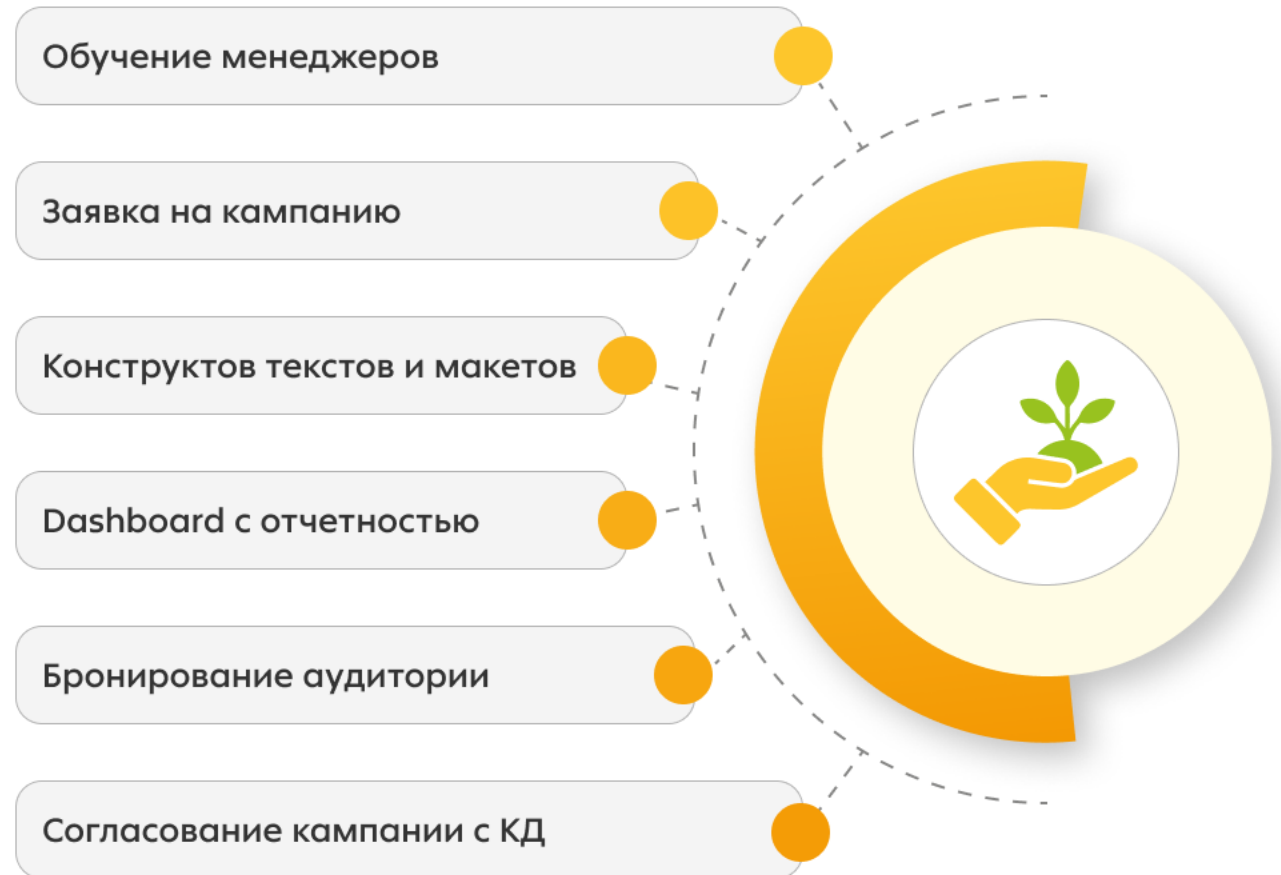 Обучение менеджеров
Заявка на кампанию
Конструктов текстов и макетов
Dashboard с отчетностью
Бронирование аудитории
Согласование кампании с КД